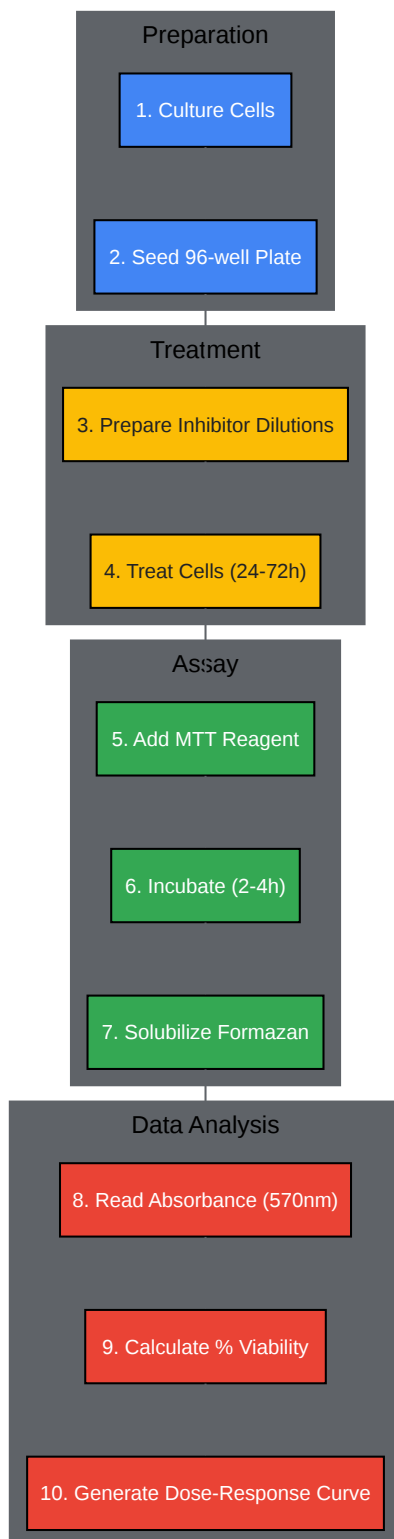 Preparation
1. Culture Cells
2. Seed 96-well Plate
Treatment
3. Prepare Inhibitor Dilutions
4. Treat Cells (24-72h)
Assay
5. Add MTT Reagent
6. Incubate (2-4h)
7. Solubilize Formazan
Data Analysis
8. Read Absorbance (570nm)
9. Calculate % Viability
10. Generate Dose-Response Curve